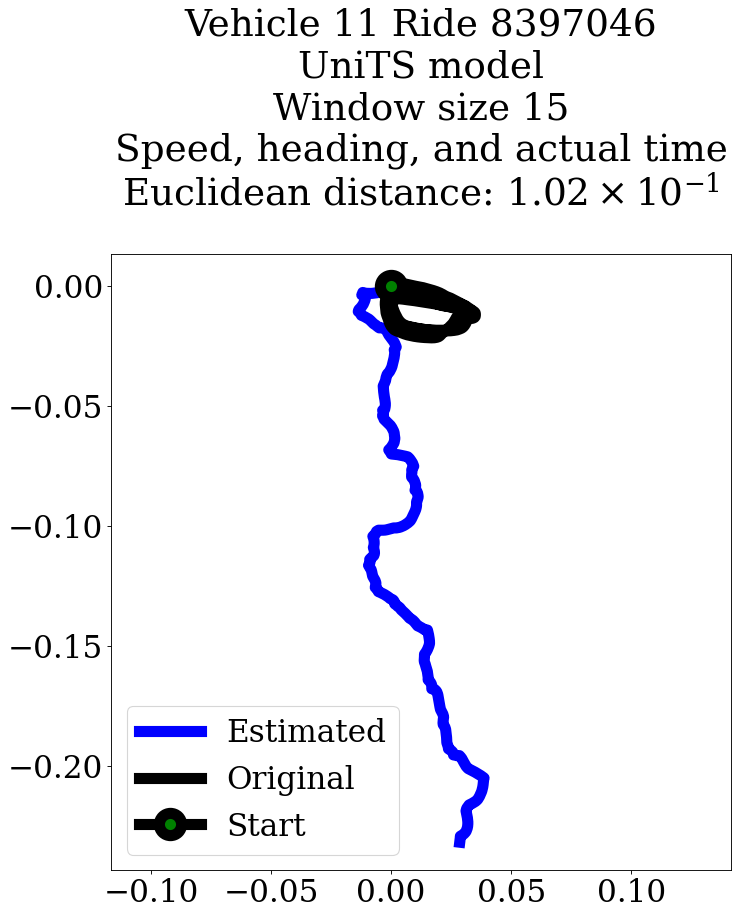 Vehicle 11 Ride 8397046
UniTS model
Window size 15
Speed, heading, and actual time
Euclidean distance: 1.02 × 10⁻¹
0.00
−0.05
−0.10
−0.15
−0.20
Estimated
Original
Start
−0.10 −0.05 0.00 0.05 0.10